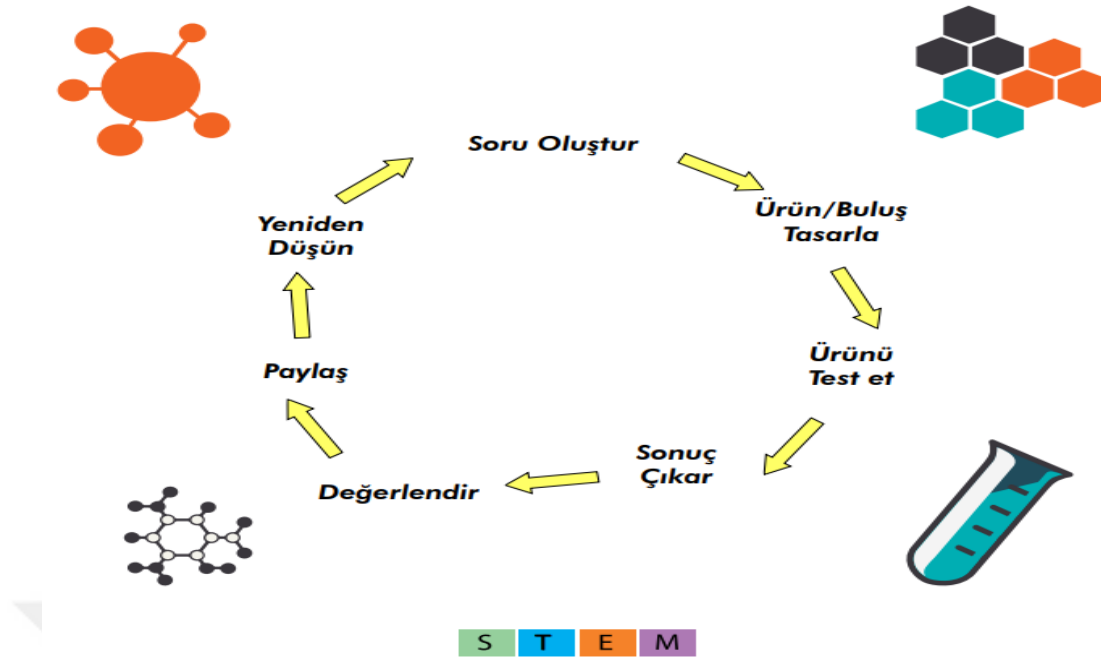 Soru Oluştur
Ürün/Buluş
Tasarla
Ürünü
Test et
Sonuç
Çıkar
Değerlendir
Paylaş
Yeniden
Düşün
S T E M